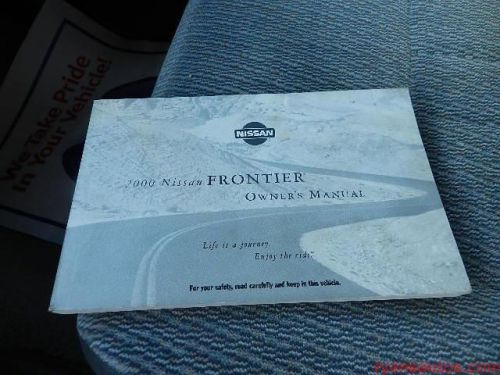 We Take Pride
In Your Vehicle!
NISSAN
2000 Nissan FRONTIER
OWNER'S MANUAL
Life is a journey.
Enjoy the ride.
For your safety, read carefully and keep in this vehicle.